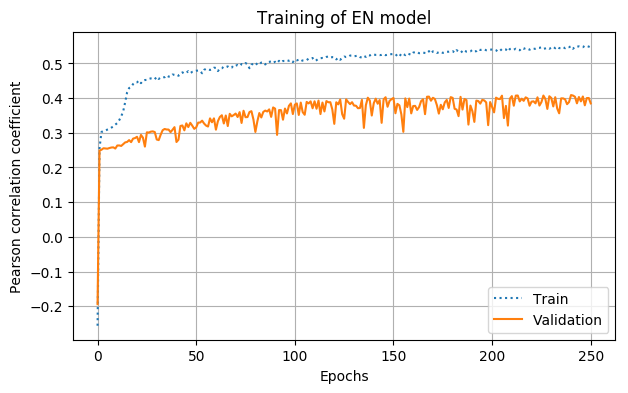 Training of EN model
Pearson correlation coefficient
0.5
0.4
0.3
0.2
0.1
0.0
−0.1
−0.2
0
50
100
150
200
250
Epochs
Train
Validation